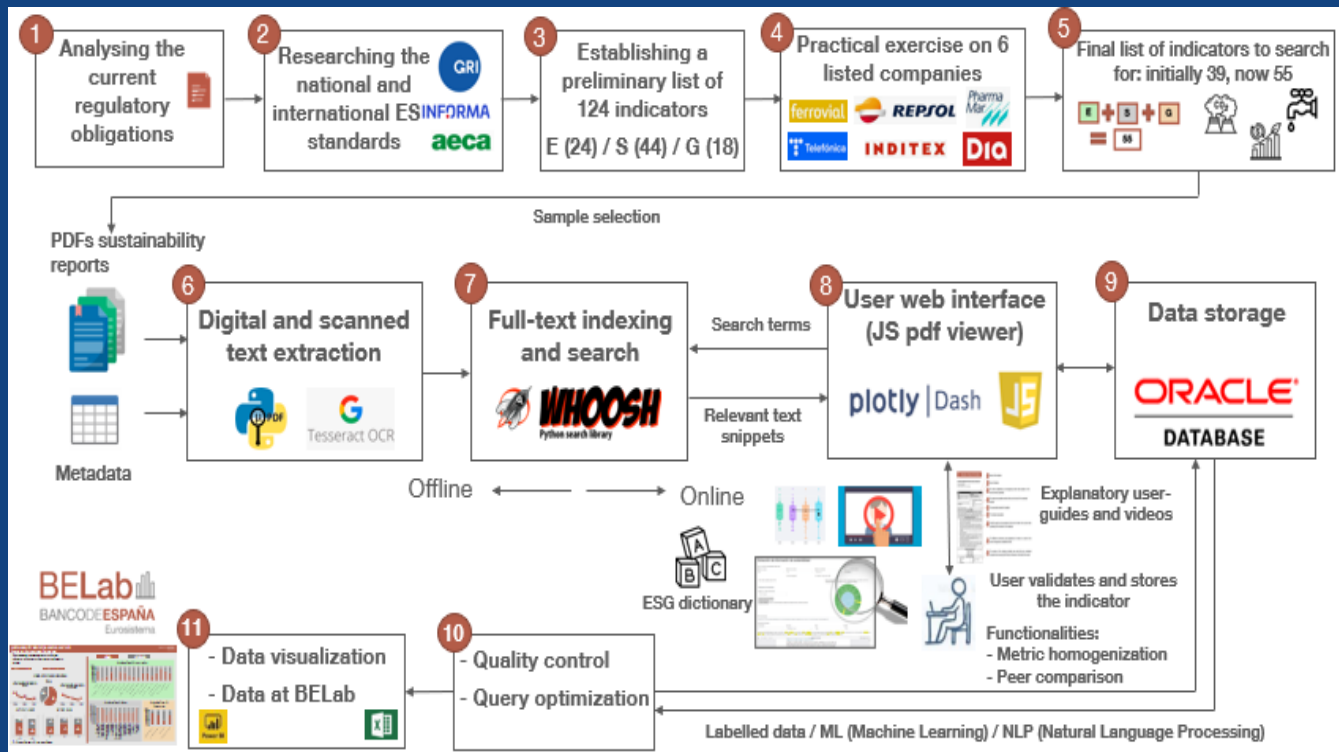 1
Analysing the
current
regulatory
obligations
2
Researching the
national and
international ES
standards
GRI
INFORMA
aeca
3
Establishing a
preliminary list of
124 indicators
E (24) / S (44) / G (18)
4
Practical exercise on 6
listed companies
ferrovial
REPSOL
Pharma
Mar
Telefónica
INDITEX
Dia
5
Final list of indicators to search
for: initially 39, now 55
E + S + G
= 55
CO2
Sample selection
PDFs sustainability
reports
Metadata
6
Digital and scanned
text extraction
PDF
Google
Tesseract OCR
7
Full-text indexing
and search
WHOOSH
Python search library
Search terms
Relevant text
snippets
8
User web interface
(JS pdf viewer)
plotly | Dash
JS
9
Data storage
ORACLE®
DATABASE
Offline
Online
A
B
C
ESG dictionary
Explanatory user-
guides and videos
User validates and stores
the indicator
Functionalities:
- Metric homogenization
- Peer comparison
BELab
BANCODEESPAÑA
Eurosistema
11
- Data visualization
- Data at BELab
Power BI
10
- Quality control
- Query optimization
Labelled data / ML (Machine Learning) / NLP (Natural Language Processing)